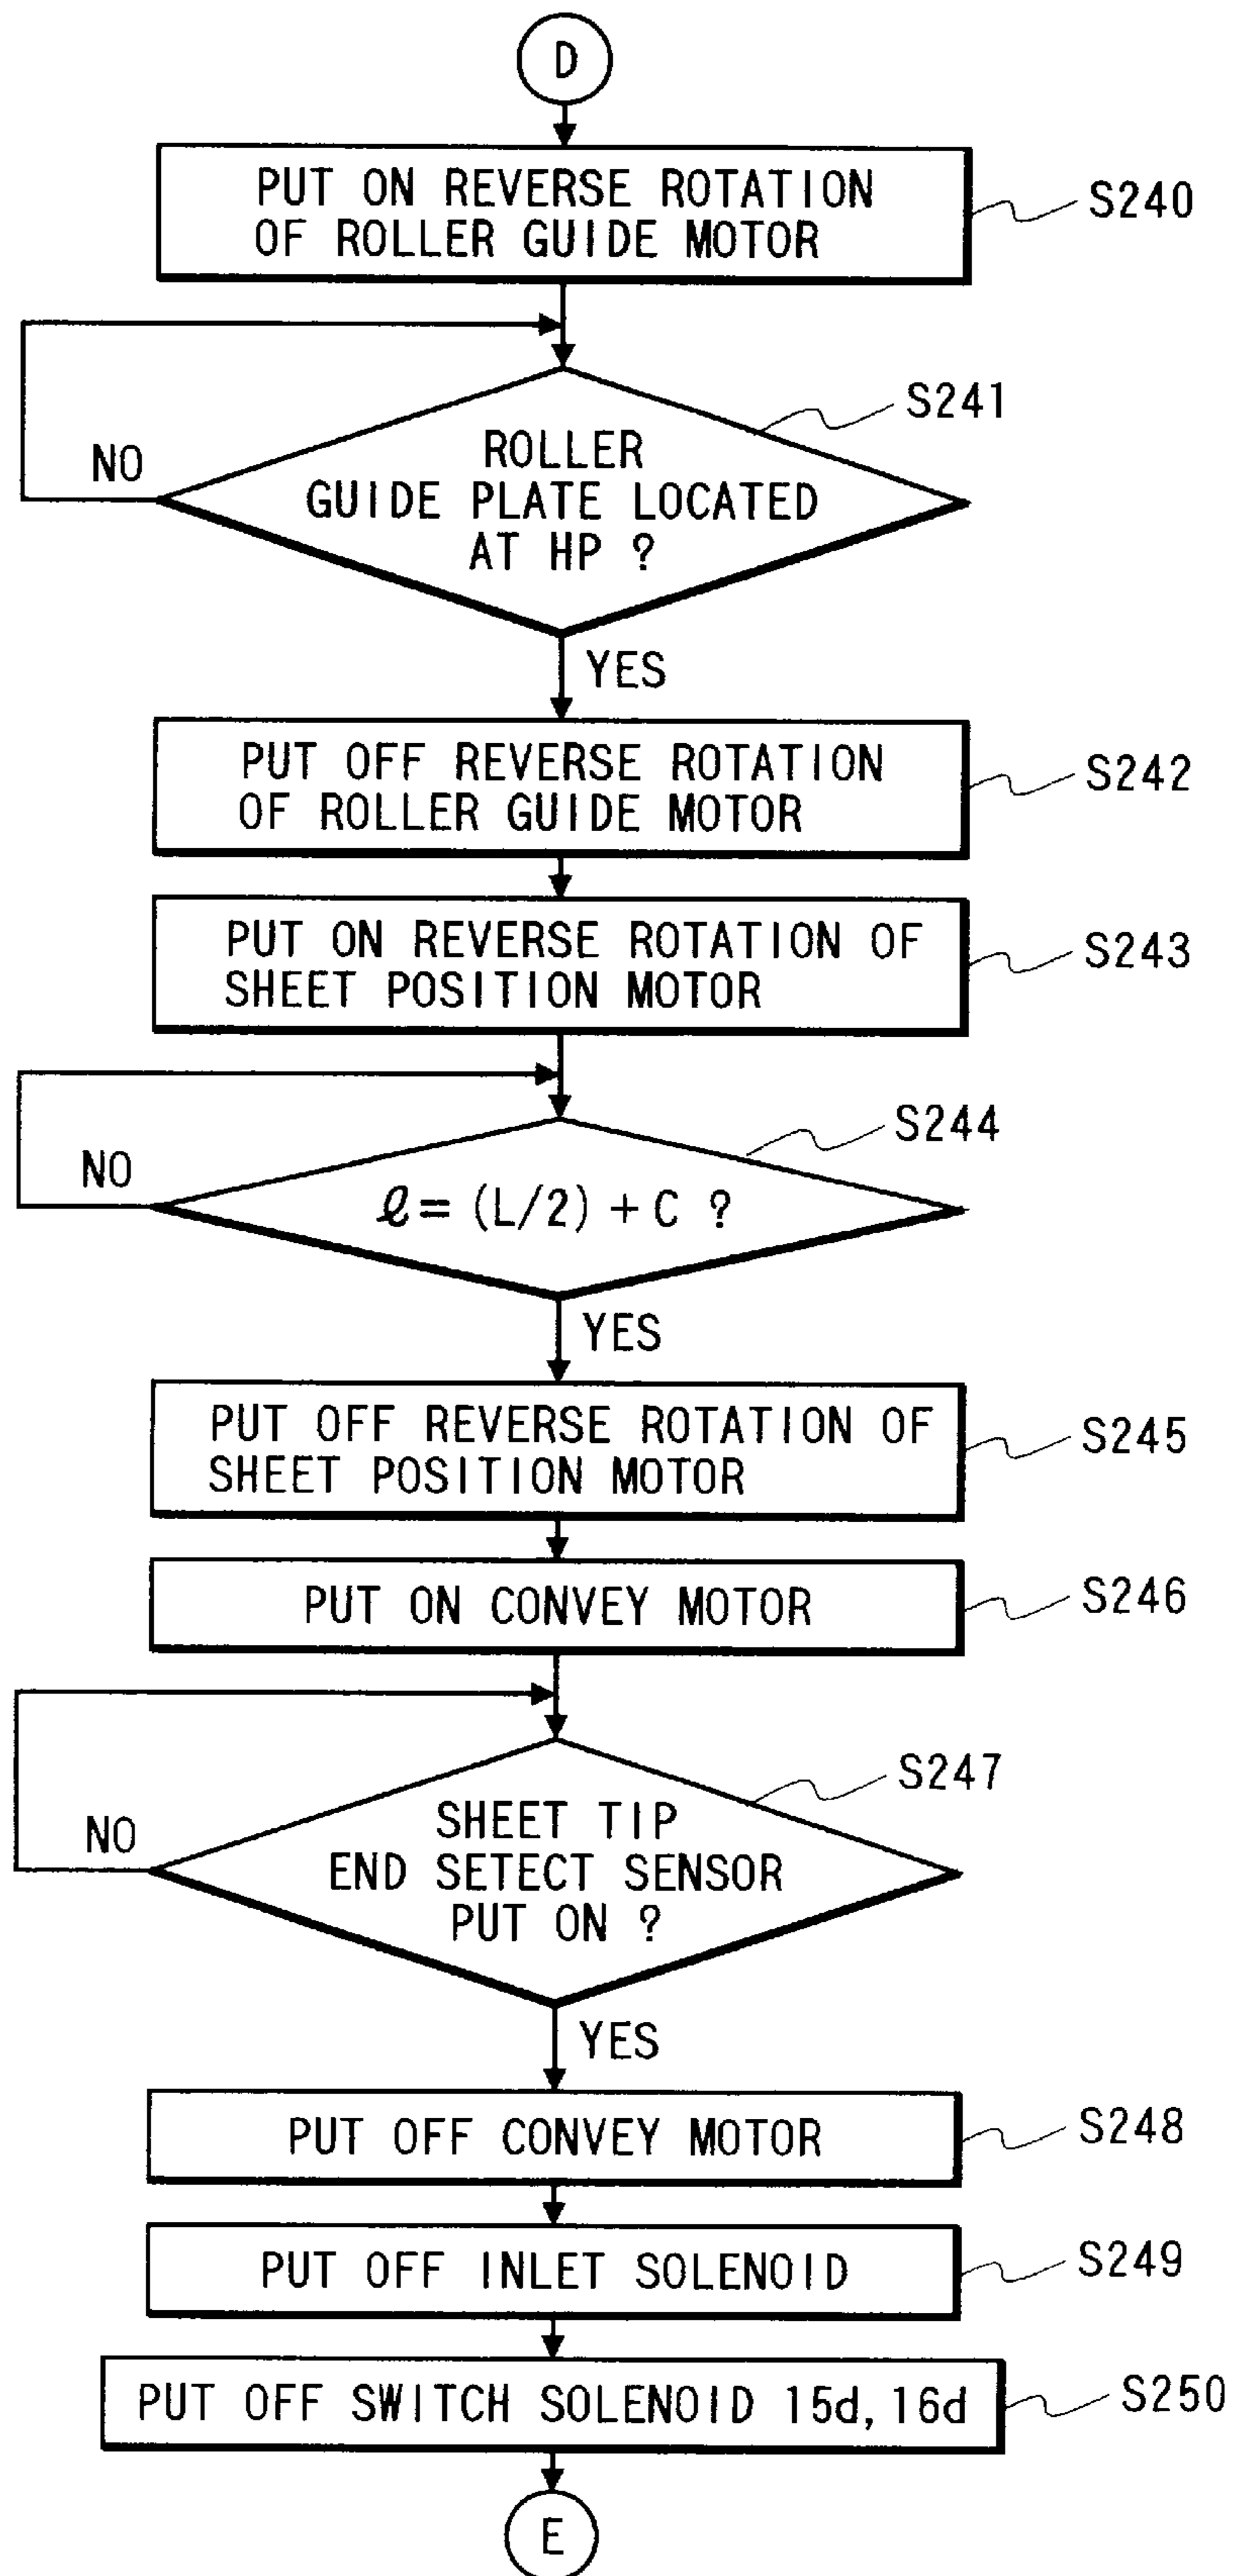 D
PUT ON REVERSE ROTATION
OF ROLLER GUIDE MOTOR
S240
S241
NO
ROLLER
GUIDE PLATE LOCATED
AT HP ?
YES
PUT OFF REVERSE ROTATION
OF ROLLER GUIDE MOTOR
S242
PUT ON REVERSE ROTATION OF
SHEET POSITION MOTOR
S243
S244
NO
ℓ = (L/2) + C ?
YES
PUT OFF REVERSE ROTATION OF
SHEET POSITION MOTOR
S245
PUT ON CONVEY MOTOR
S246
S247
NO
SHEET TIP
END SETECT SENSOR
PUT ON ?
YES
PUT OFF CONVEY MOTOR
S248
PUT OFF INLET SOLENOID
S249
PUT OFF SWITCH SOLENOID 15d, 16d
S250
E